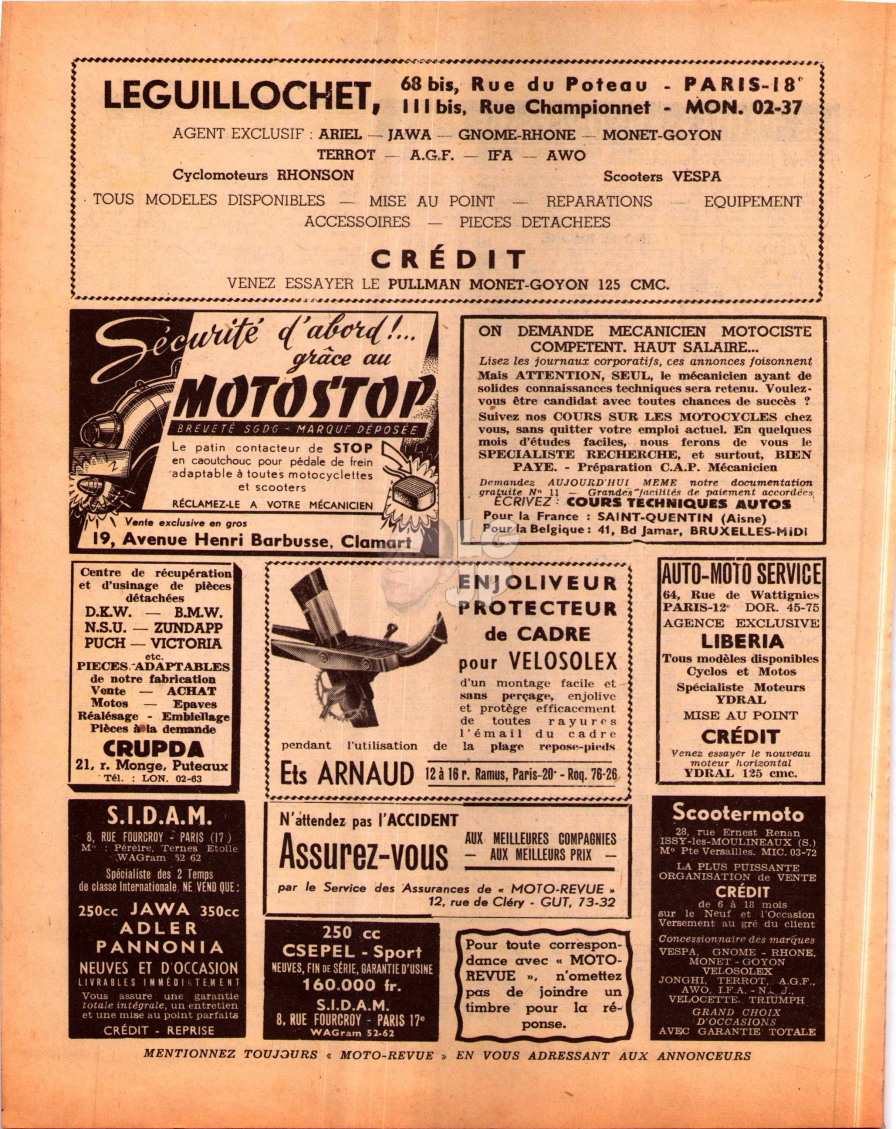 LEGUILLOCHET,
68 bis, Rue du Poteau - PARIS-18e
111 bis, Rue Championnet - MON. 02-37
AGENT EXCLUSIF : ARIEL — JAWA — GNOME-RHONE — MONET-GOYON
TERROT — A.G.F. — IFA — AWO
Cyclomoteurs RHONSON Scooters VESPA
TOUS MODELES DISPONIBLES — MISE AU POINT — REPARATIONS — EQUIPEMENT
ACCESSOIRES — PIECES DETACHEES
CRÉDIT
VENEZ ESSAYER LE PULLMAN MONET-GOYON 125 CMC.
Sécurité d'abord!...
grâce au
MOTOSTOP
BREVETÉ SGDG - MARQUE DÉPOSÉE
Le patin contacteur de STOP
en caoutchouc pour pédale de frein
adaptable à toutes motocyclettes
et scooters
RÉCLAMEZ-LE A VOTRE MÉCANICIEN
Vente exclusive en gros
19, Avenue Henri Barbusse, Clamart
ON DEMANDE MECANICIEN MOTOCISTE
COMPETENT. HAUT SALAIRE...
Lisez les journaux corporatifs, ces annonces foisonnent
Mais ATTENTION, SEUL, le mécanicien ayant de
solides connaissances techniques sera retenu. Voulez-
vous être candidat avec toutes chances de succès ?
Suivez nos COURS SUR LES MOTOCYCLES chez
vous, sans quitter votre emploi actuel. En quelques
mois d'études faciles, nous ferons de vous le
SPECIALISTE RECHERCHE, et surtout, BIEN
PAYE. - Préparation C.A.P. Mécanicien
Demandez AUJOURD'HUI MEME notre documentation
gratuite N° 11 — Grandes facilités de paiement accordées.
ÉCRIVEZ : COURS TECHNIQUES AUTOS
Pour la France : SAINT-QUENTIN (Aisne)
Pour la Belgique : 41, Bd Jamar, BRUXELLES-MIDI
LG
JP
Centre de récupération
et d'usinage de pièces
détachées
D.K.W. — B.M.W.
N.S.U. — ZUNDAPP
PUCH — VICTORIA
etc.
PIECES ADAPTABLES
de notre fabrication
Vente — ACHAT
Motos — Epaves
Réalésage - Embiellage
Pièces à la demande
CRUPDA
21, r. Monge, Puteaux
Tél. : LON. 02-63
ENJOLIVEUR
PROTECTEUR
de CADRE
pour VELOSOLEX
d'un montage facile et
sans perçage, enjolive
et protège efficacement
de toutes rayures
l'émail du cadre
pendant l'utilisation de la plage repose-pieds
Ets ARNAUD 12 à 16 r. Ramus, Paris-20e - Roq. 76-26
AUTO-MOTO SERVICE
64, Rue de Wattignies
PARIS-12e DOR. 45-75
AGENCE EXCLUSIVE
LIBERIA
Tous modèles disponibles
Cyclos et Motos
Spécialiste Moteurs
YDRAL
MISE AU POINT
CRÉDIT
Venez essayer le nouveau
moteur horizontal
YDRAL 125 cmc.
S.I.D.A.M.
8, RUE FOURCROY - PARIS (17e)
Mo : Péreire, Ternes Etoile
WAGram 52-62
Spécialiste des 2 Temps
de classe Internationale, NE VEND QUE :
250cc JAWA 350cc
ADLER
PANNONIA
NEUVES ET D'OCCASION
LIVRABLES IMMÉDIATEMENT
Vous assure une garantie
totale intégrale, un entretien
et une mise au point parfaits
CRÉDIT - REPRISE
N'attendez pas l'ACCIDENT
Assurez-vous
AUX MEILLEURES COMPAGNIES
— AUX MEILLEURS PRIX —
par le Service des Assurances de « MOTO-REVUE »
12, rue de Cléry - GUT, 73-32
250 cc
CSEPEL - Sport
NEUVES, FIN DE SÉRIE, GARANTIE D'USINE
160.000 fr.
S.I.D.A.M.
8, RUE FOURCROY - PARIS 17e
WAGram 52-62
Pour toute correspon-
dance avec « MOTO-
REVUE », n'omettez
pas de joindre un
timbre pour la ré-
ponse.
Scootermoto
28, rue Ernest Renan
ISSY-les-MOULINEAUX (S.)
Mo Pte Versailles. MIC. 03-72
LA PLUS PUISSANTE
ORGANISATION de VENTE
CRÉDIT
de 6 à 18 mois
sur le Neuf et l'Occasion
Versement au gré du client
Concessionnaire des marques
VESPA, GNOME - RHONE,
MONET - GOYON
VELOSOLEX
JONGHI, TERROT, A.G.F.,
AWO, I.F.A. - N.. J.,
VELOCETTE, TRIUMPH
GRAND CHOIX
D'OCCASIONS
AVEC GARANTIE TOTALE
MENTIONNEZ TOUJOURS « MOTO-REVUE » EN VOUS ADRESSANT AUX ANNONCEURS